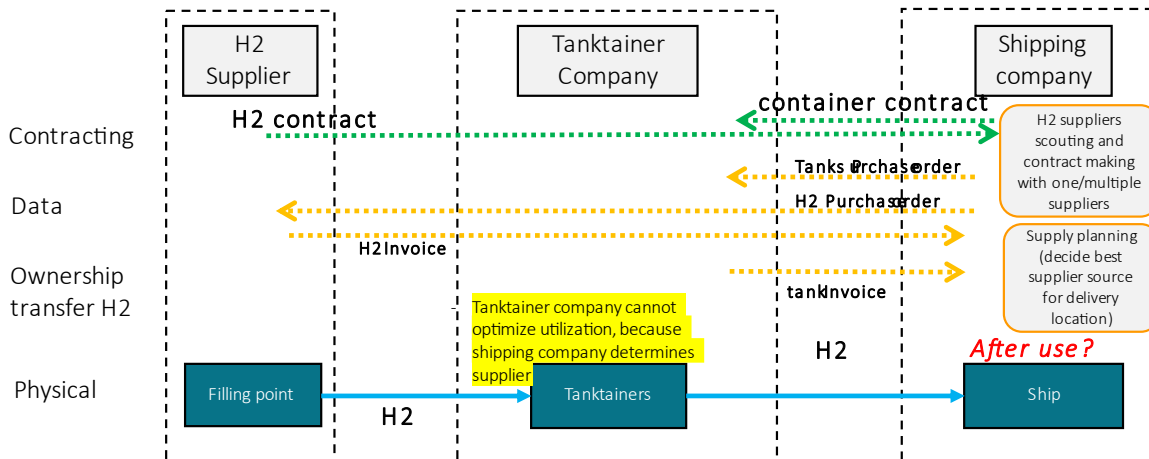 H2
Supplier
Tanktainer
Company
Shipping
company
Contracting
H2 contract
container contract
H2 suppliers
scouting and
contract making
with one/multiple
suppliers
Data
Tanks Purchase order
H2 Purchase order
H2 Invoice
Ownership
transfer H2
tank Invoice
Supply planning
(decide best
supplier source
for delivery
location)
- Tanktainer company cannot
optimize utilization, because
shipping company determines
supplier
H2
After use?
Physical
Filling point
H2
Tanktainers
Ship